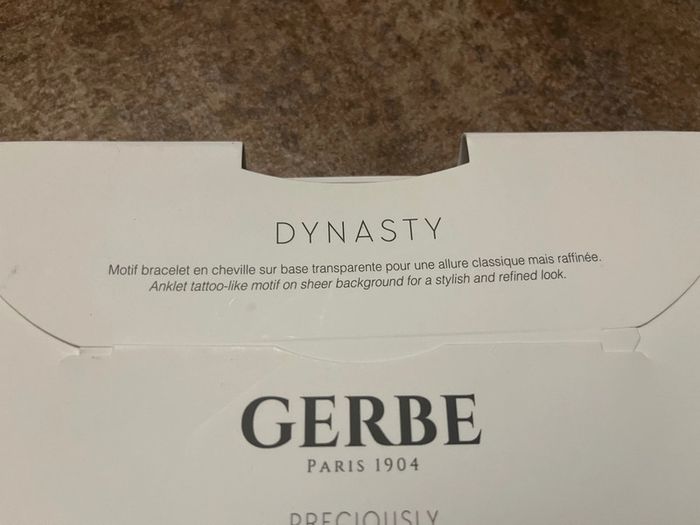 DYNASTY
Motif bracelet en cheville sur base transparente pour une allure classique mais raffinée.
Anklet tattoo-like motif on sheer background for a stylish and refined look.
GERBE
PARIS 1904
PRECIOUSLY